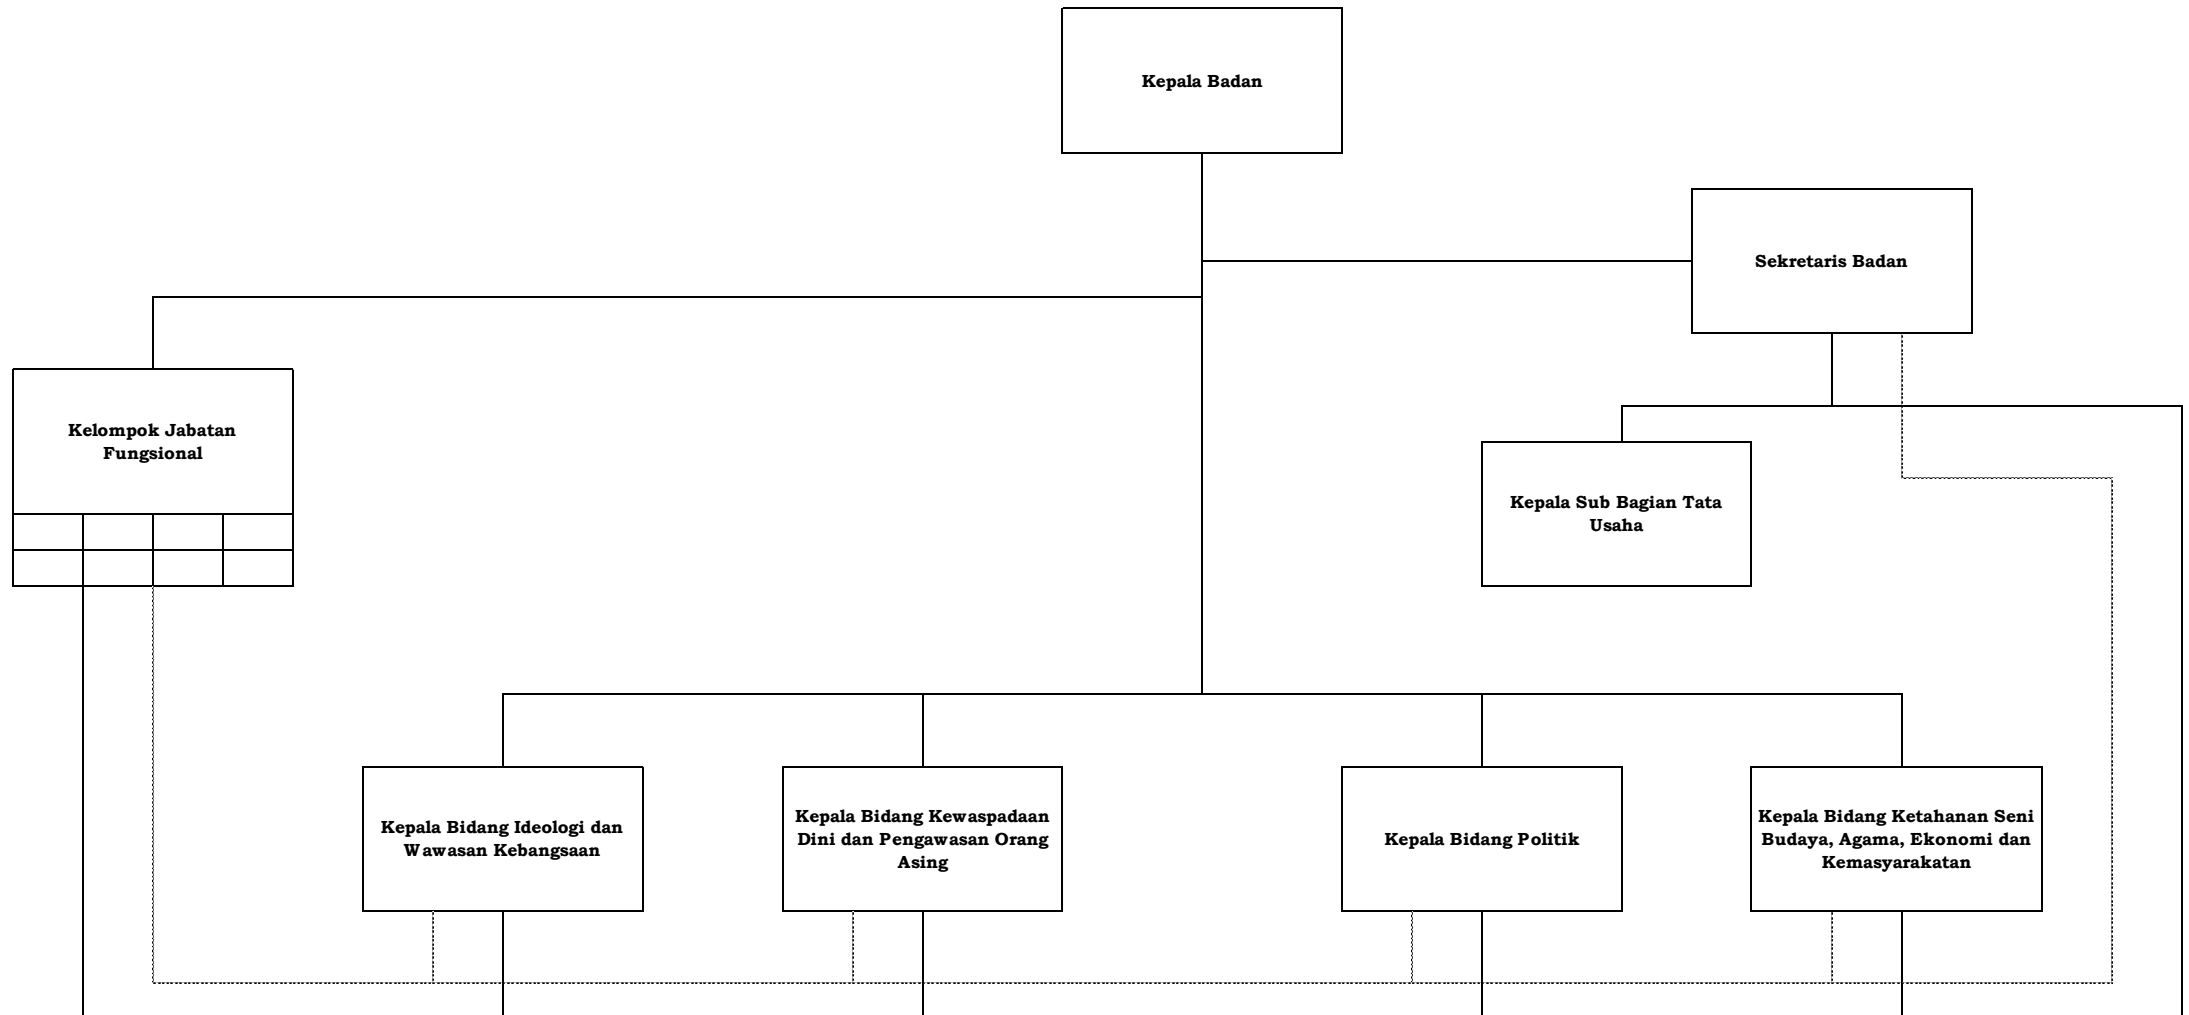 Kepala Badan
Sekretaris Badan
Kelompok Jabatan
Fungsional
Kepala Sub Bagian Tata
Usaha
Kepala Bidang Ideologi dan
Wawasan Kebangsaan
Kepala Bidang Kewaspadaan
Dini dan Pengawasan Orang
Asing
Kepala Bidang Politik
Kepala Bidang Ketahanan Seni
Budaya, Agama, Ekonomi dan
Kemasyarakatan